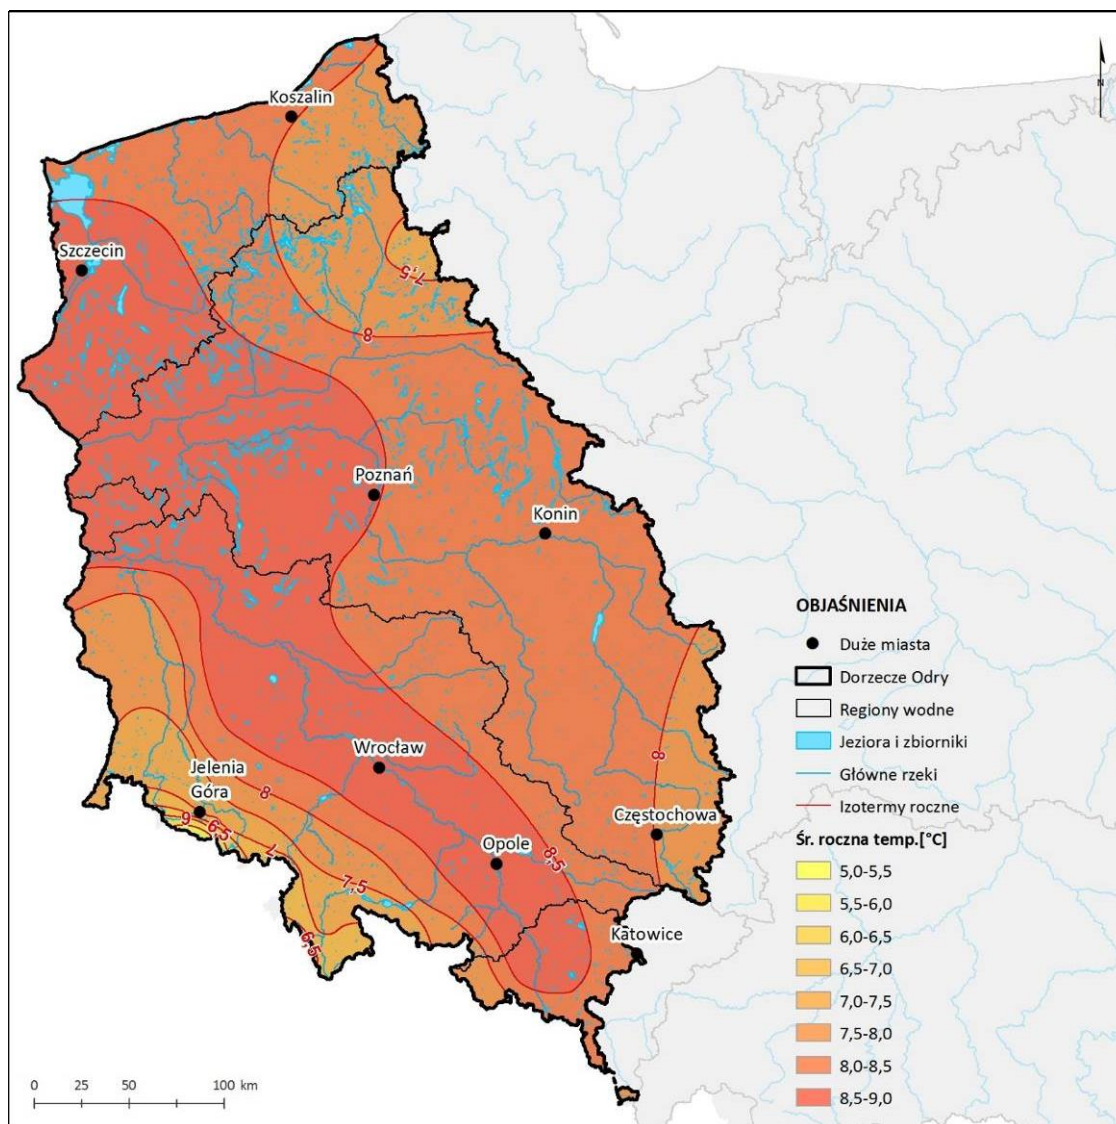 N
Koszalin
Szczecin
7,5
8
Poznań
Konin
Wrocław
Jelenia
Góra
8
8
Częstochowa
9
6,5
7
Opole
8,5
7,5
Katowice
6,5
OBJAŚNIENIA
Duże miasta
Dorzecze Odry
Regiony wodne
Jeziora i zbiorniki
Główne rzeki
Izotermy roczne
Śr. roczna temp.[°C]
5,0-5,5
5,5-6,0
6,0-6,5
6,5-7,0
7,0-7,5
7,5-8,0
8,0-8,5
8,5-9,0
0 25 50 100 km